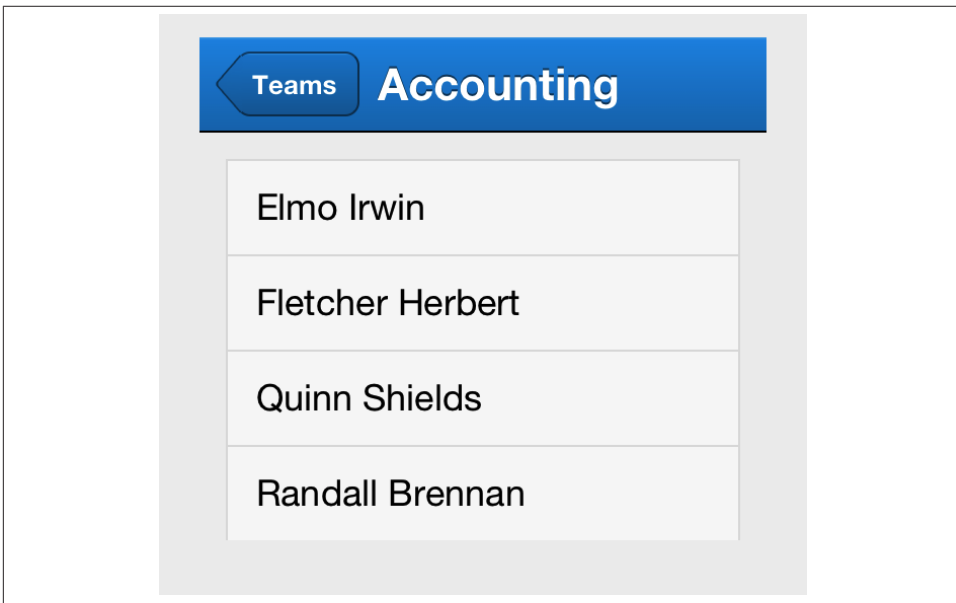 Teams Accounting
Elmo Irwin
Fletcher Herbert
Quinn Shields
Randall Brennan